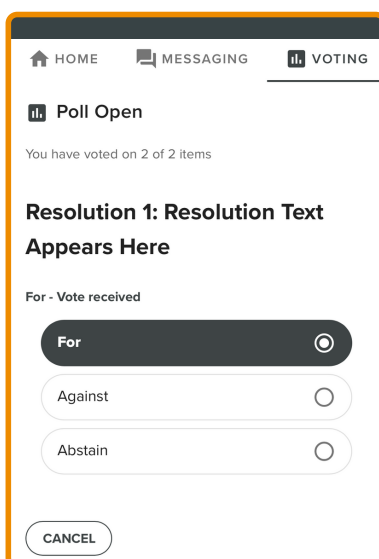 HOME MESSAGING VOTING
Poll Open
You have voted on 2 of 2 items
Resolution 1: Resolution Text
Appears Here
For - Vote received
For
Against
Abstain
CANCEL